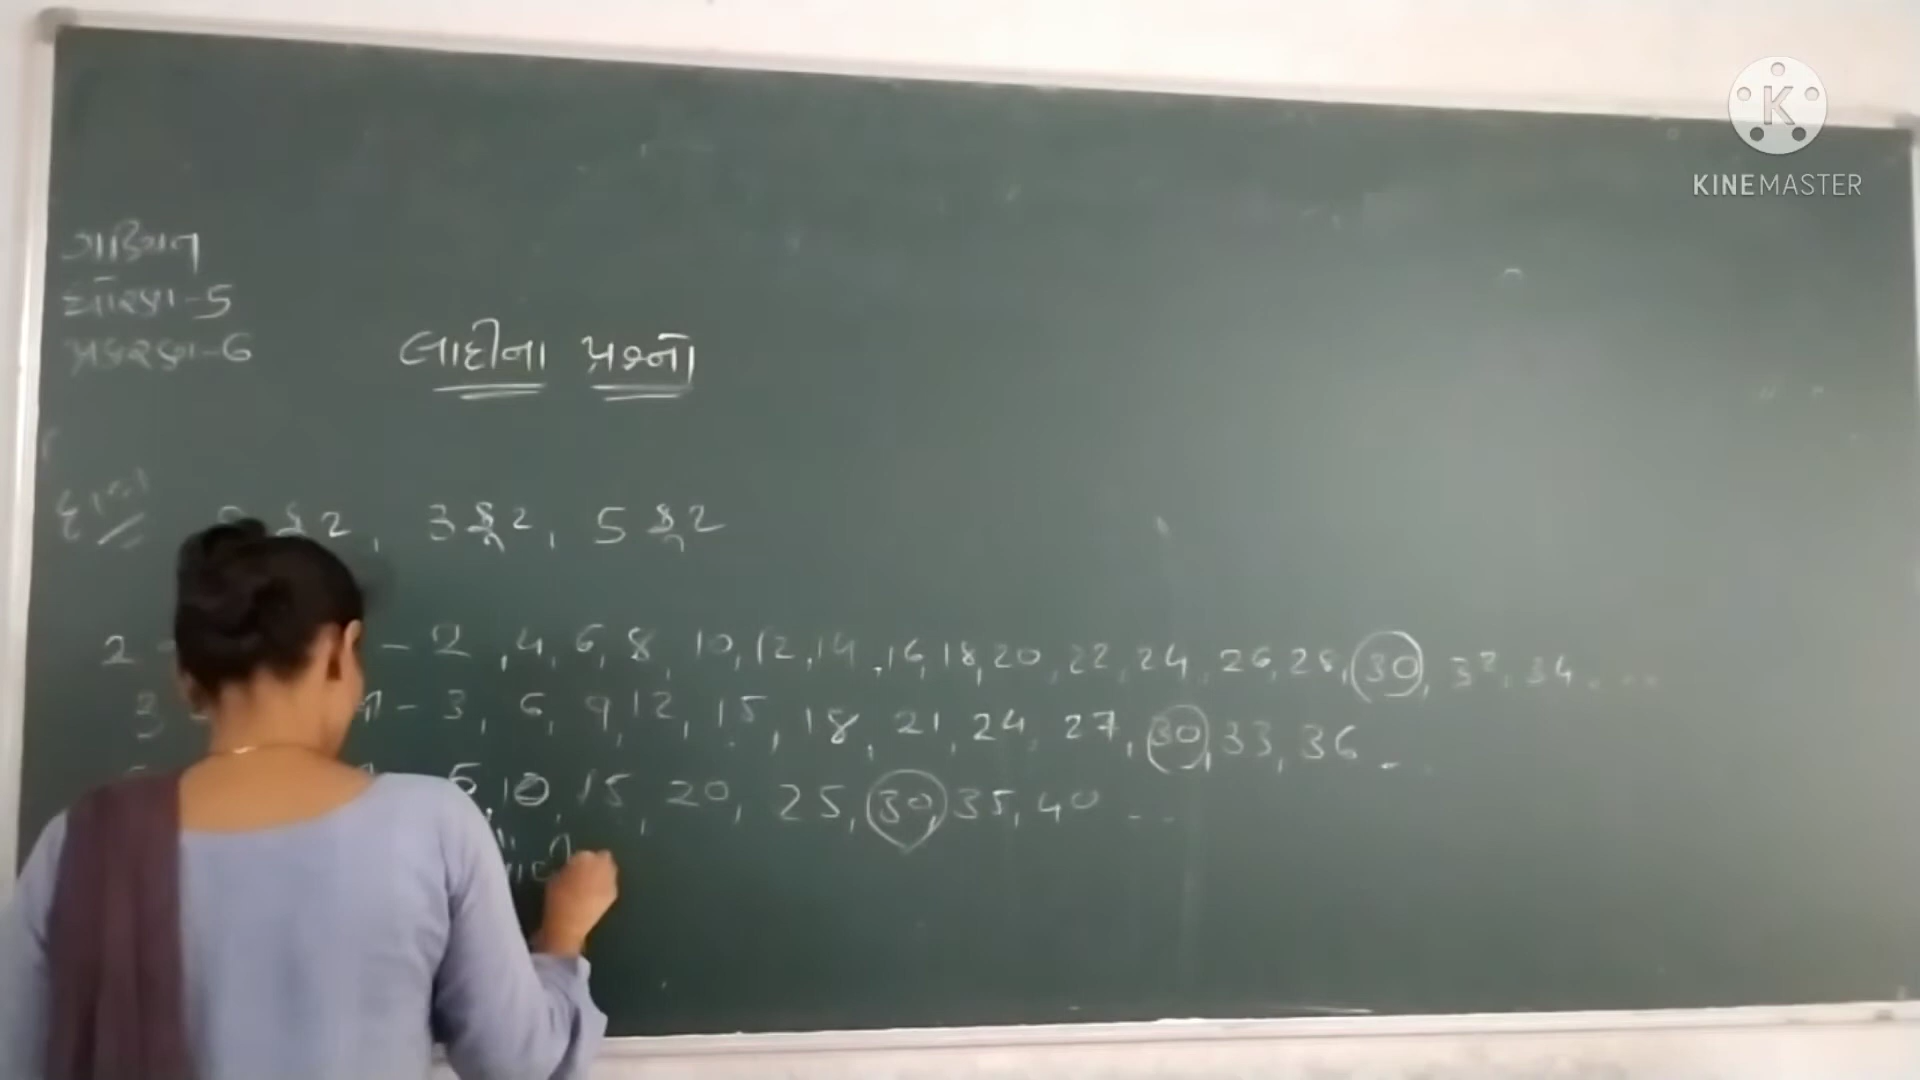 ગણિત
ધોરણ-5
પ્રકરણ-6
લાદીના પ્રશ્નો
ફૂટ, 3 ફૂટ, 5 ફૂટ
2 - 2, 4, 6, 8, 10, 12, 14, 16, 18, 20, 22, 24, 26, 28, 30, 32, 34 ...
3 - 3, 6, 9, 12, 15, 18, 21, 24, 27, 30, 33, 36 ...
5, 10, 15, 20, 25, 30, 35, 40 ...
KINEMASTER